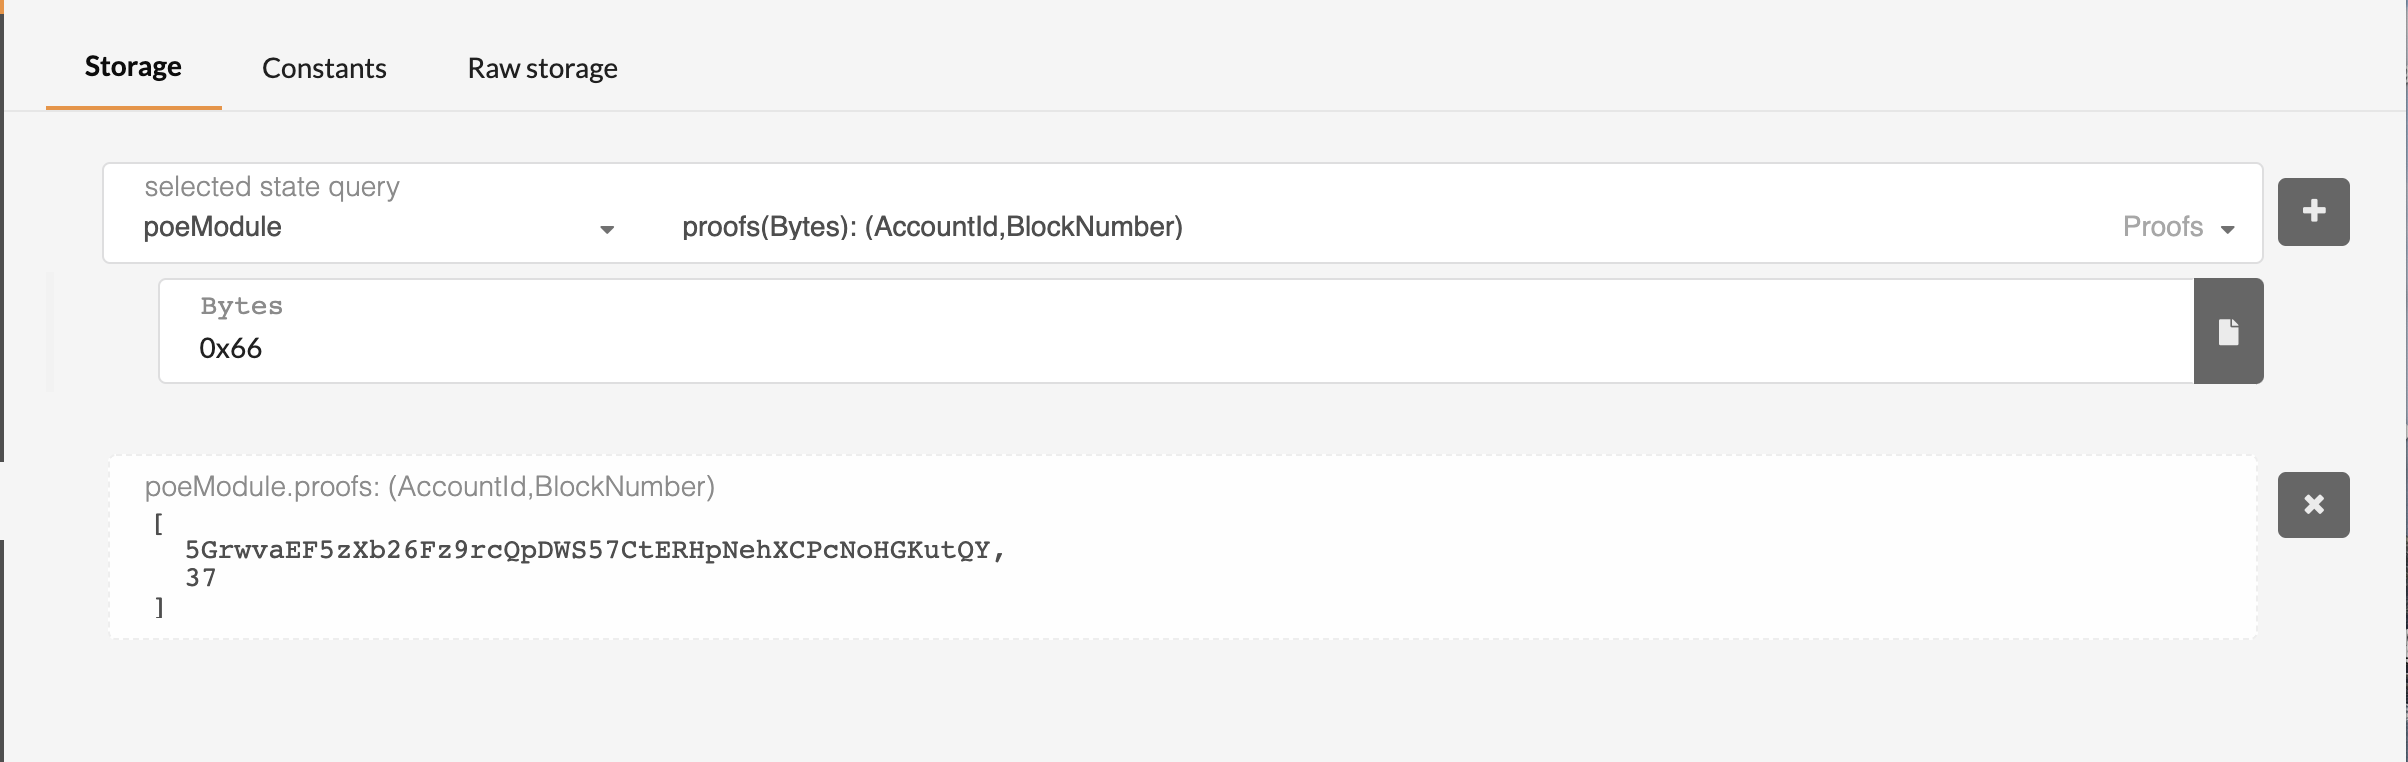 Storage Constants Raw storage
selected state query
poeModule proofs(Bytes): (AccountId,BlockNumber) Proofs
Bytes
0x66
poeModule.proofs: (AccountId,BlockNumber)
[
5GrwvaEF5zXb26Fz9rcQpDWS57CtERHpNehXCPcNoHGKutQY,
37
]